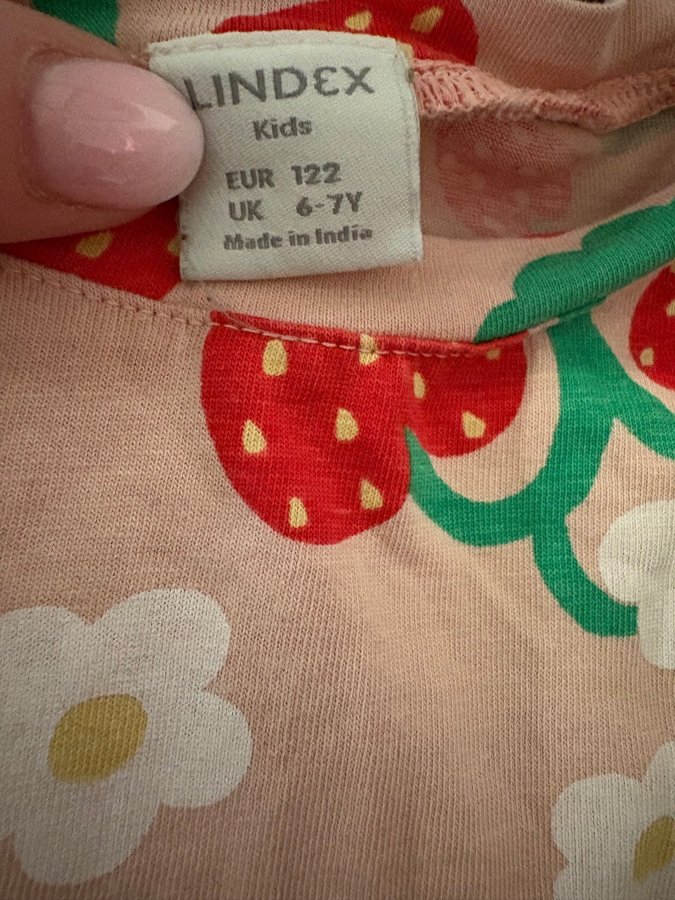 LINDEX
Kids
EUR 122
UK 6-7Y
Made in India